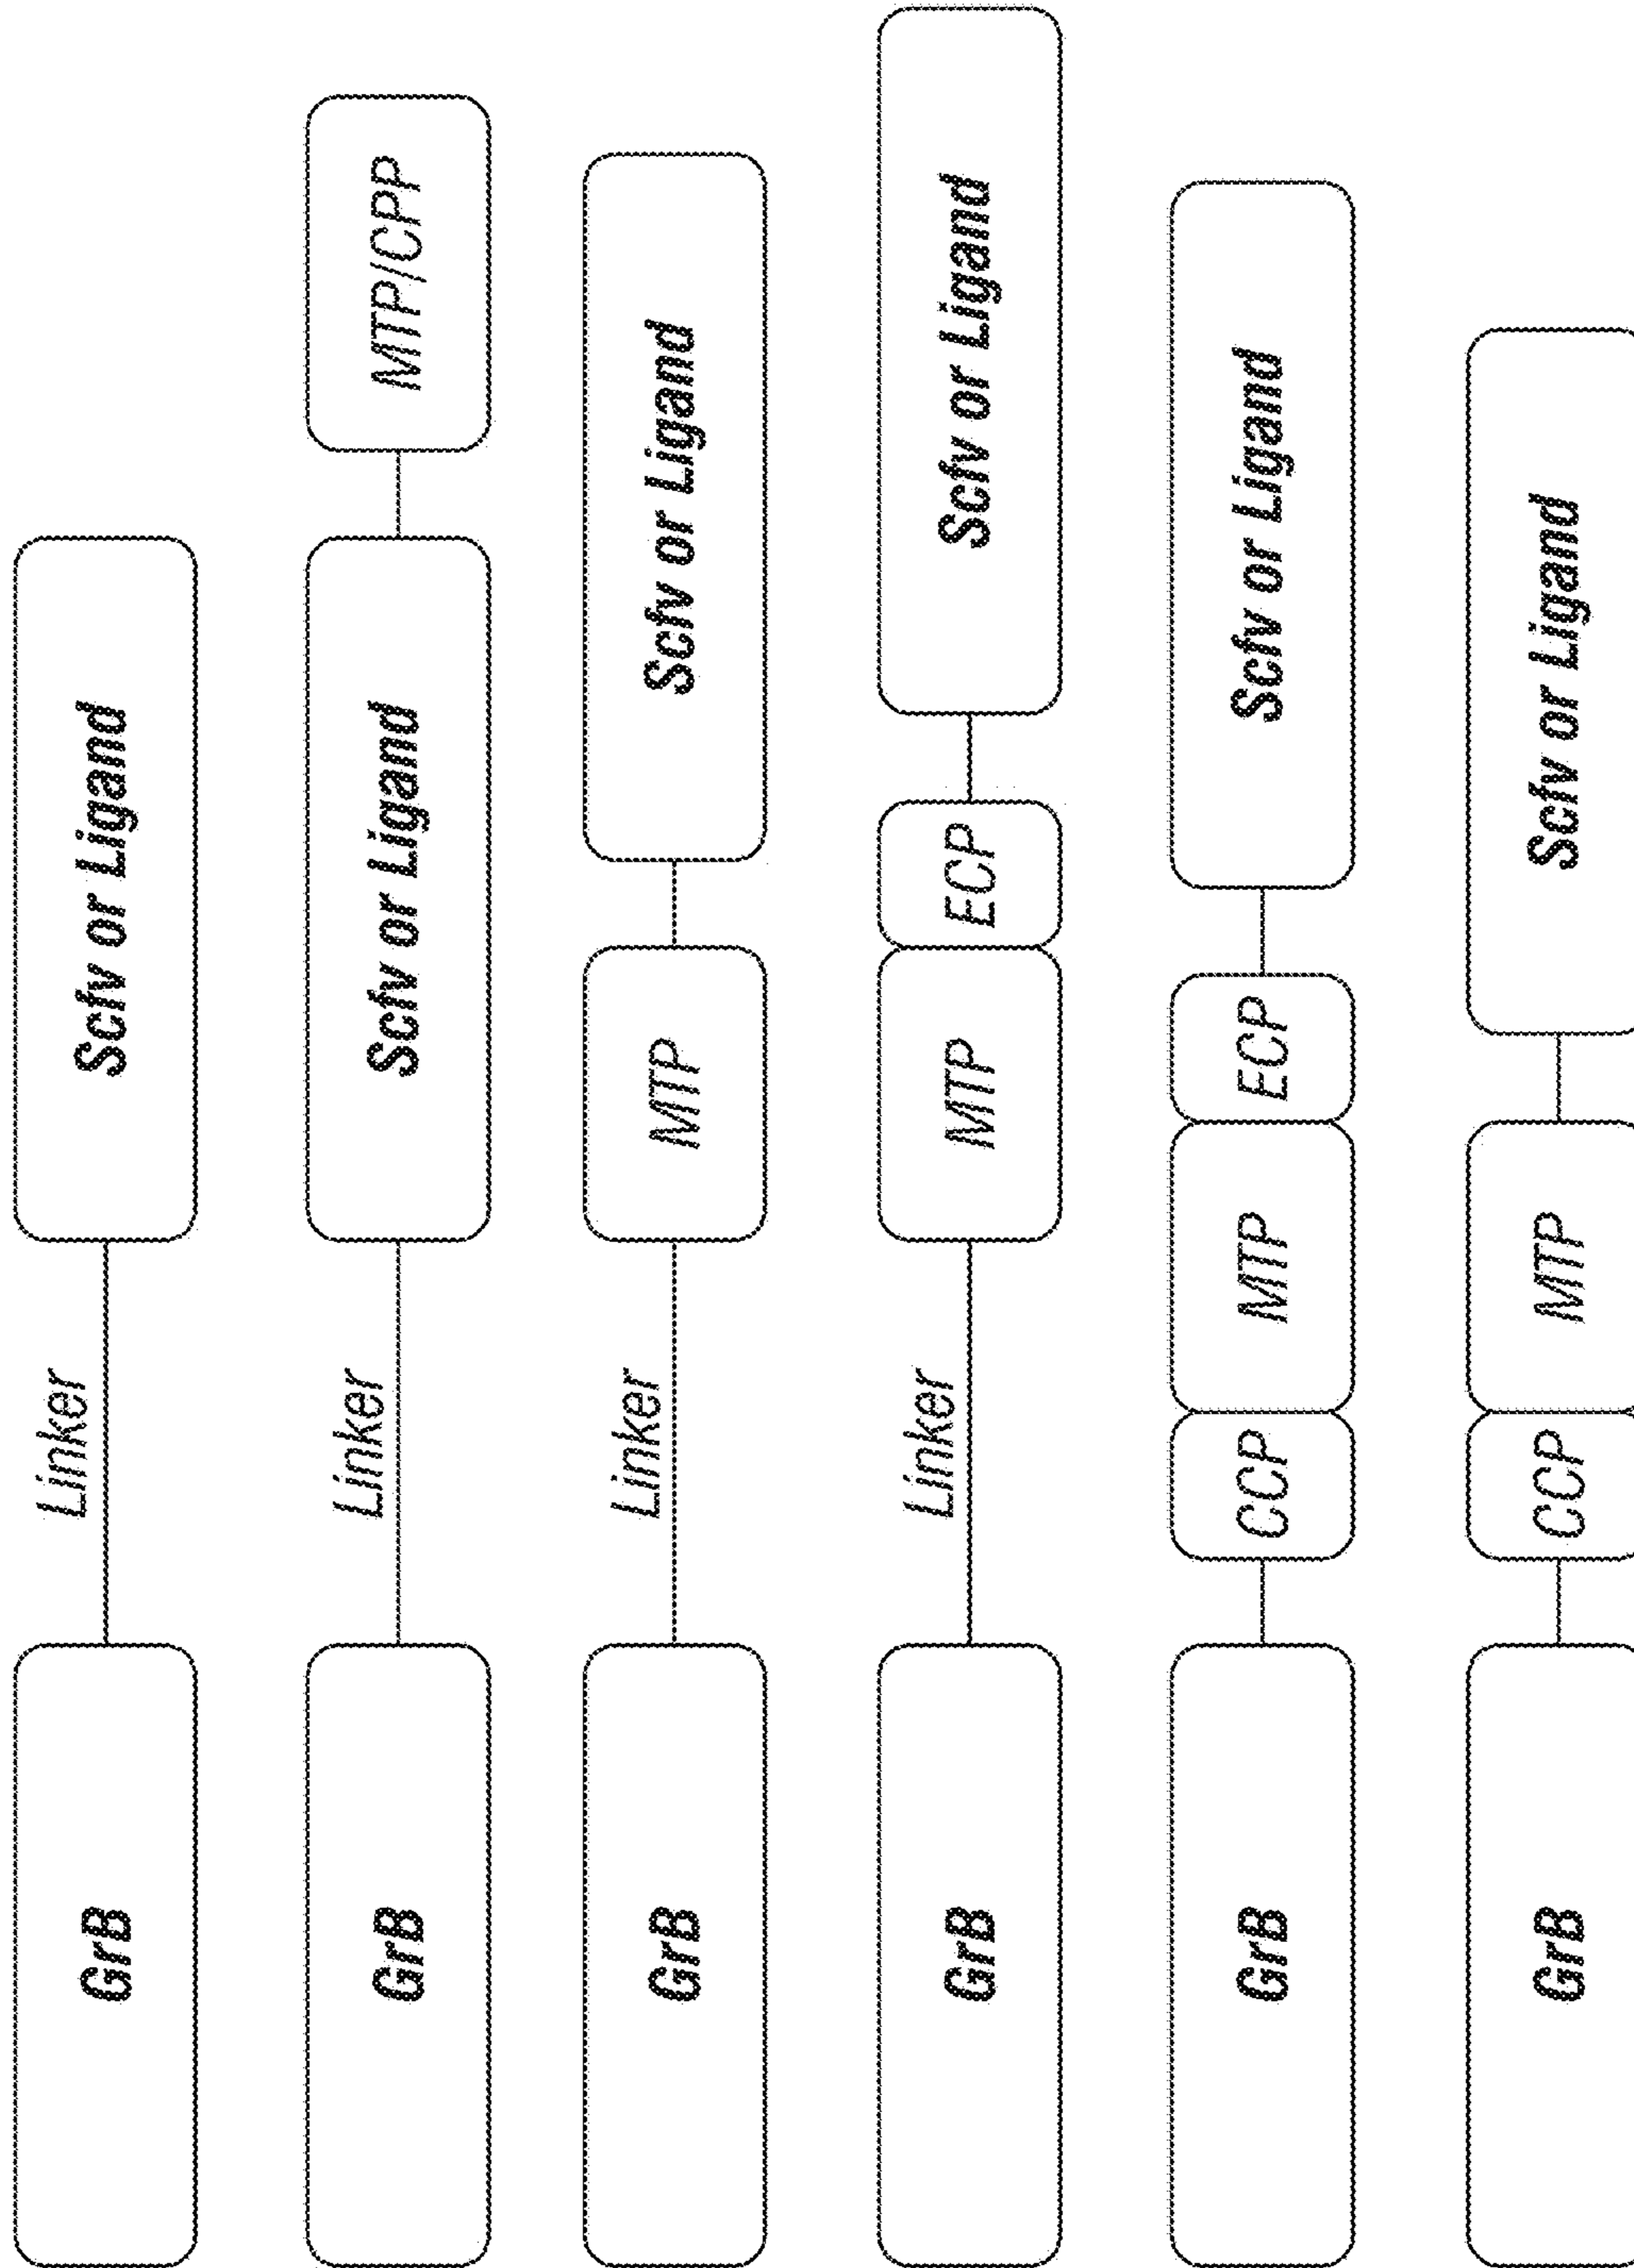 GrB Linker Scfv or Ligand
GrB Linker Scfv or Ligand MTP/CPP
GrB Linker MTP Scfv or Ligand
GrB Linker MTP ECP Scfv or Ligand
GrB CCP MTP ECP Scfv or Ligand
GrB CCP MTP Scfv or Ligand